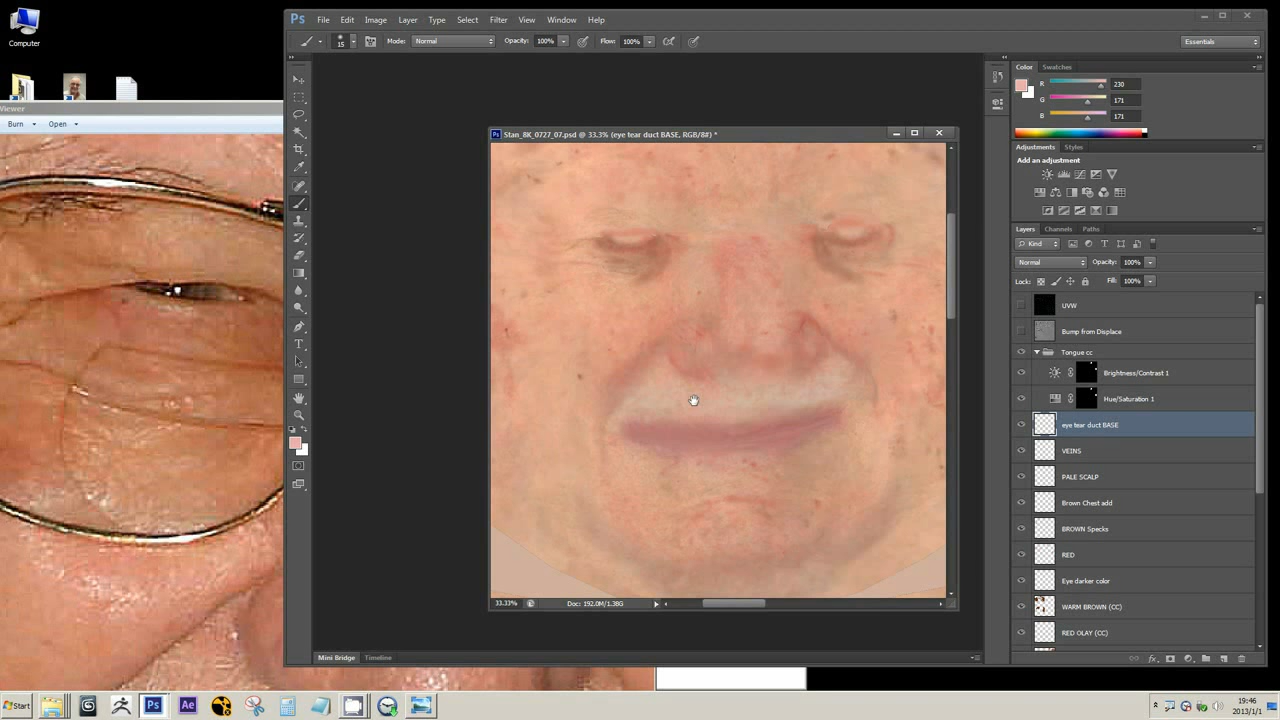 Computer
Viewer
Burn Open
Ps File Edit Image Layer Type Select Filter View Window Help
15 Mode: Normal Opacity: 100% Flow: 100% Essentials
Color Swatches
R 230
G 171
B 171
Adjustments Styles
Add an adjustment
Layers Channels Paths
Kind
Normal Opacity: 100%
Lock: Fill: 100%
UVW
Bump from Displace
Tongue cc
Brightness/Contrast 1
Hue/Saturation 1
eye tear duct BASE
VEINS
PALE SCALP
Brown Chest add
BROWN Specks
RED
Eye darker color
WARM BROWN (CC)
RED OLAY (CC)
Ps Stan_8K_0727_07.psd @ 33.3% (eye tear duct BASE, RGB/8#) *
33.33% Doc: 192.0M/1.38G
Mini Bridge Timeline
Start Ps Ae
19:46
2013/1/1